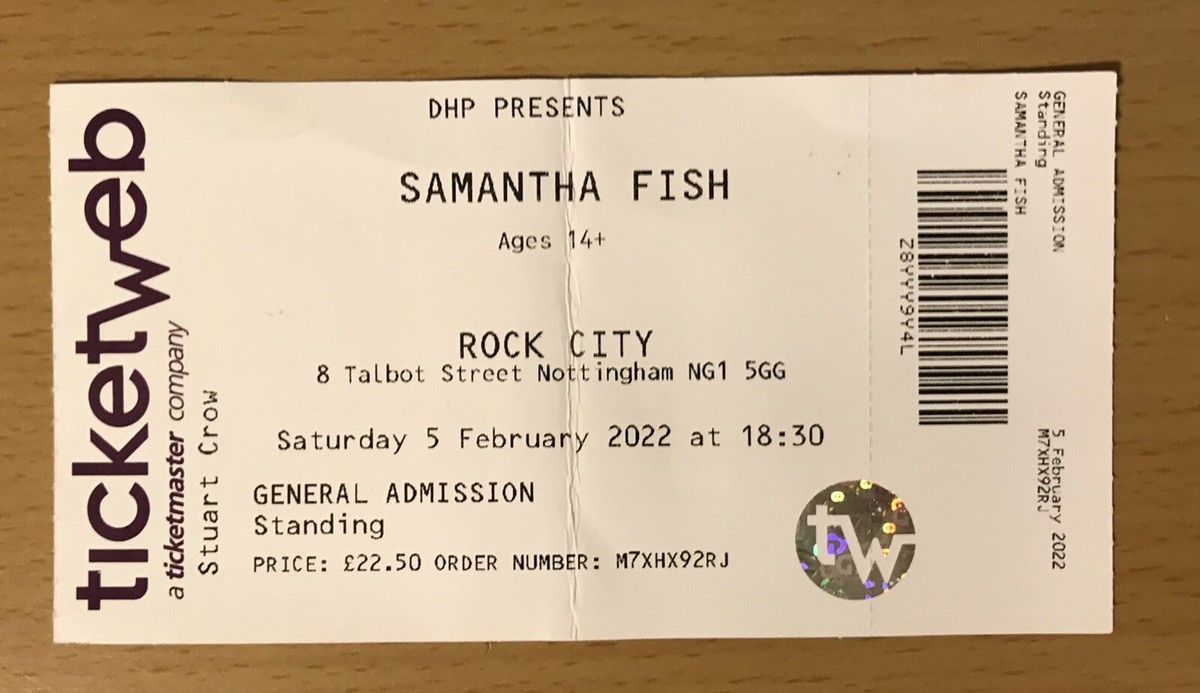 ticketweb
a ticketmaster company
Stuart Crow
DHP PRESENTS
SAMANTHA FISH
Ages 14+
ROCK CITY
8 Talbot Street Nottingham NG1 5GG
Saturday 5 February 2022 at 18:30
GENERAL ADMISSION
Standing
PRICE: £22.50 ORDER NUMBER: M7XHX92RJ
tw
Z8YYYY9Y4L
GENERAL ADMISSION
Standing
SAMANTHA FISH
5 February 2022
M7XHX92RJ